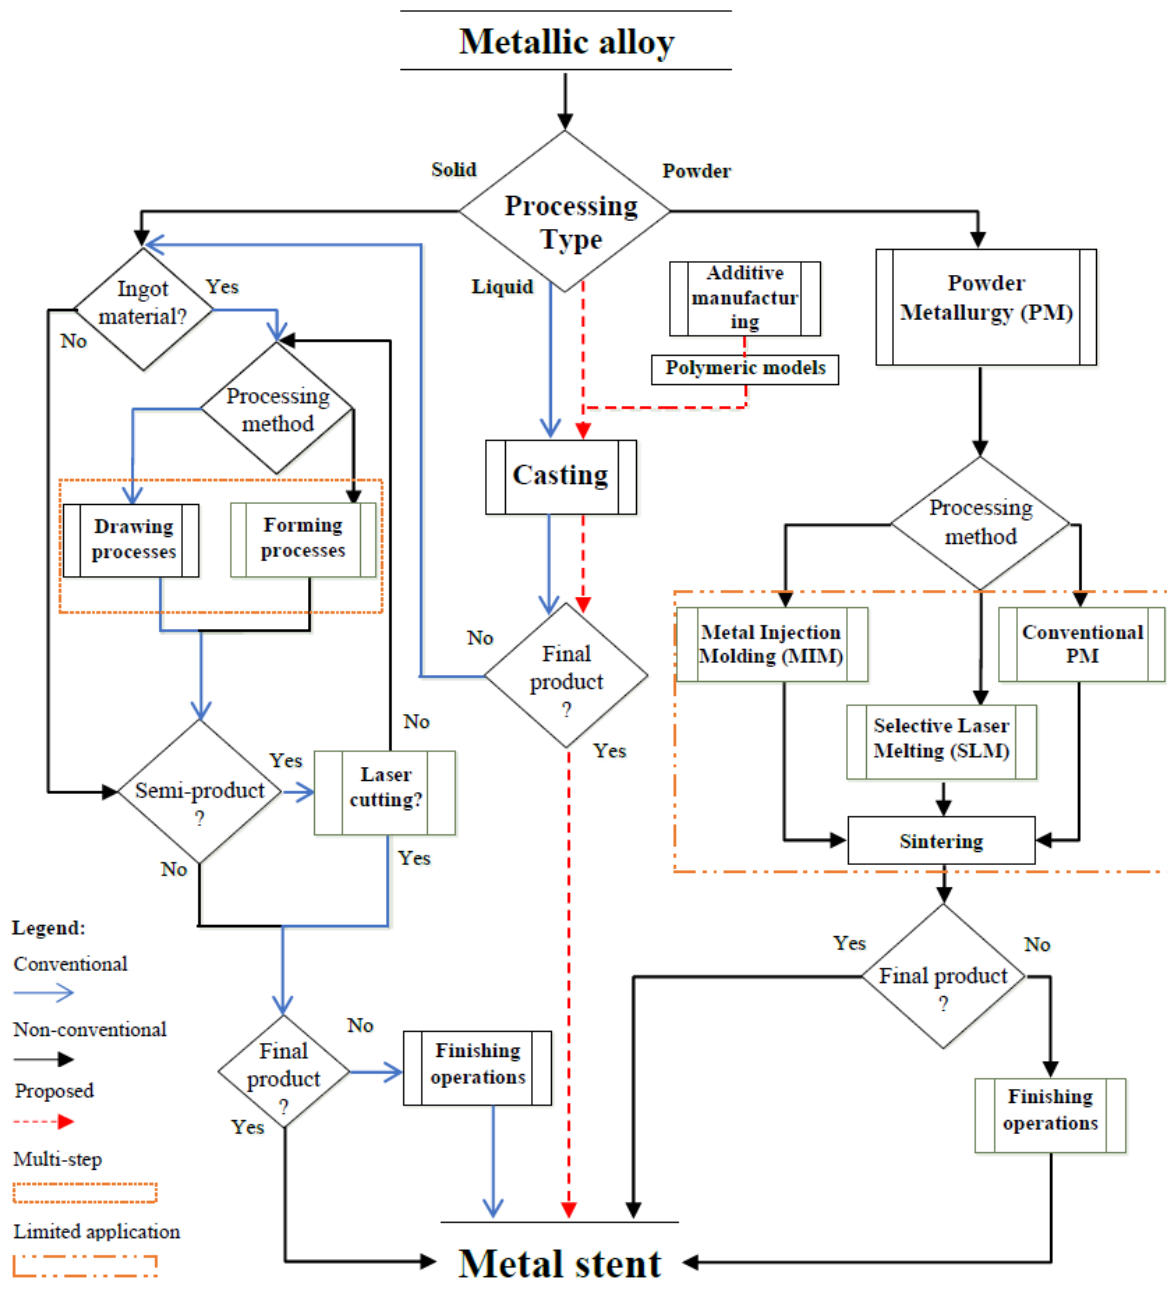 Metallic alloy
Solid
Powder
Processing
Type
Liquid
Ingot
material?
Yes
No
Additive
manufactur
ing
Polymeric models
Powder
Metallurgy (PM)
Processing
method
Casting
Processing
method
Drawing
processes
Forming
processes
No
Final
product
?
Yes
Metal Injection
Molding (MIM)
Conventional
PM
Selective Laser
Melting (SLM)
Sintering
No
Semi-product
?
Yes
Laser
cutting?
No
Yes
Legend:
Conventional
Non-conventional
Proposed
Multi-step
Limited application
Final
product
?
No
Yes
Finishing
operations
Yes
No
Final product
?
Finishing
operations
Metal stent